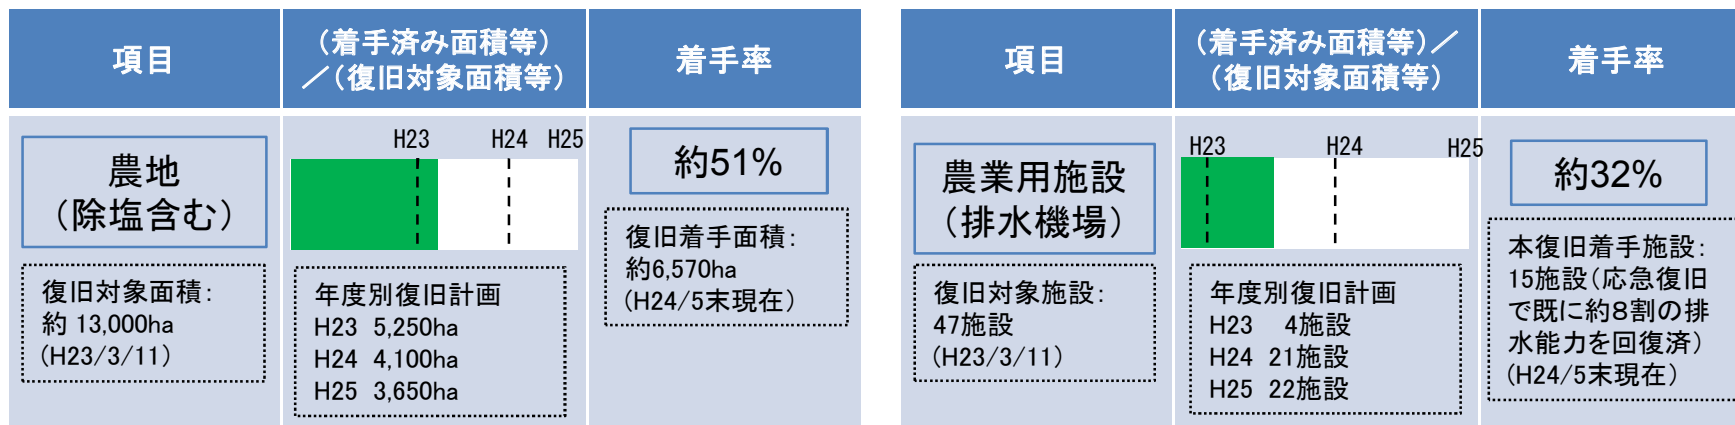 項目
（着手済み面積等）
／（復旧対象面積等）
着手率
農地
（除塩含む）
復旧対象面積：
約 13,000ha
（H23/3/11）
H23 H24 H25
年度別復旧計画
H23 5,250ha
H24 4,100ha
H25 3,650ha
約51%
復旧着手面積：
約6,570ha
（H24/5末現在）
項目
（着手済み面積等）／
（復旧対象面積等）
着手率
農業用施設
（排水機場）
復旧対象施設：
47施設
（H23/3/11）
H23 H24 H25
年度別復旧計画
H23 4施設
H24 21施設
H25 22施設
約32%
本復旧着手施設：
15施設（応急復旧
で既に約８割の排
水能力を回復済）
（H24/5末現在）